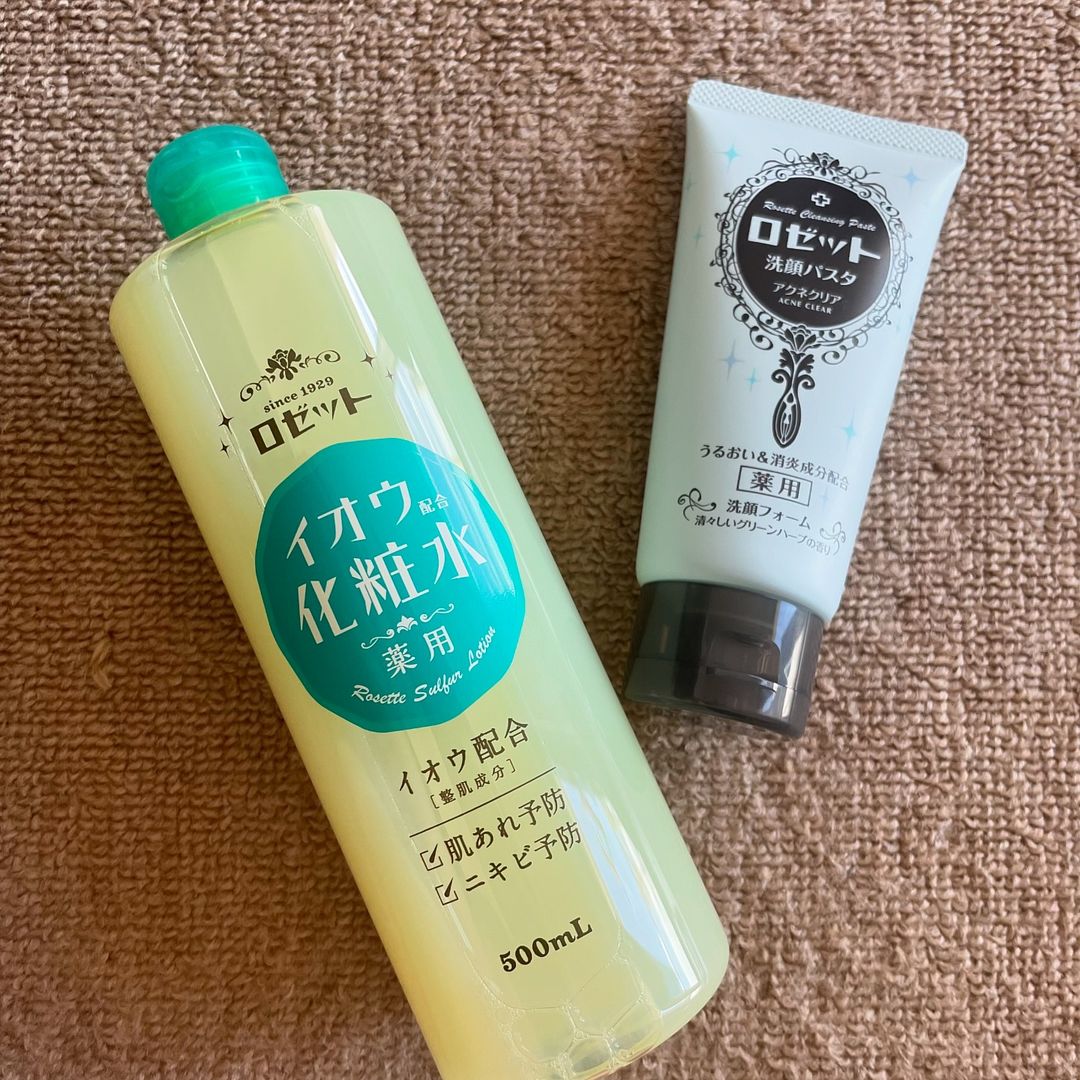 since 1929
ロゼット
イオウ配合
化粧水
薬用
Rosette Sulfur Lotion
イオウ配合
[整肌成分]
肌あれ予防
ニキビ予防
500mL
Rosette Cleansing Paste
ロゼット
洗顔パスタ
アクネクリア
ACNE CLEAR
うるおい&消炎成分配合
薬用
洗顔フォーム
清々しいグリーンハーブの香り